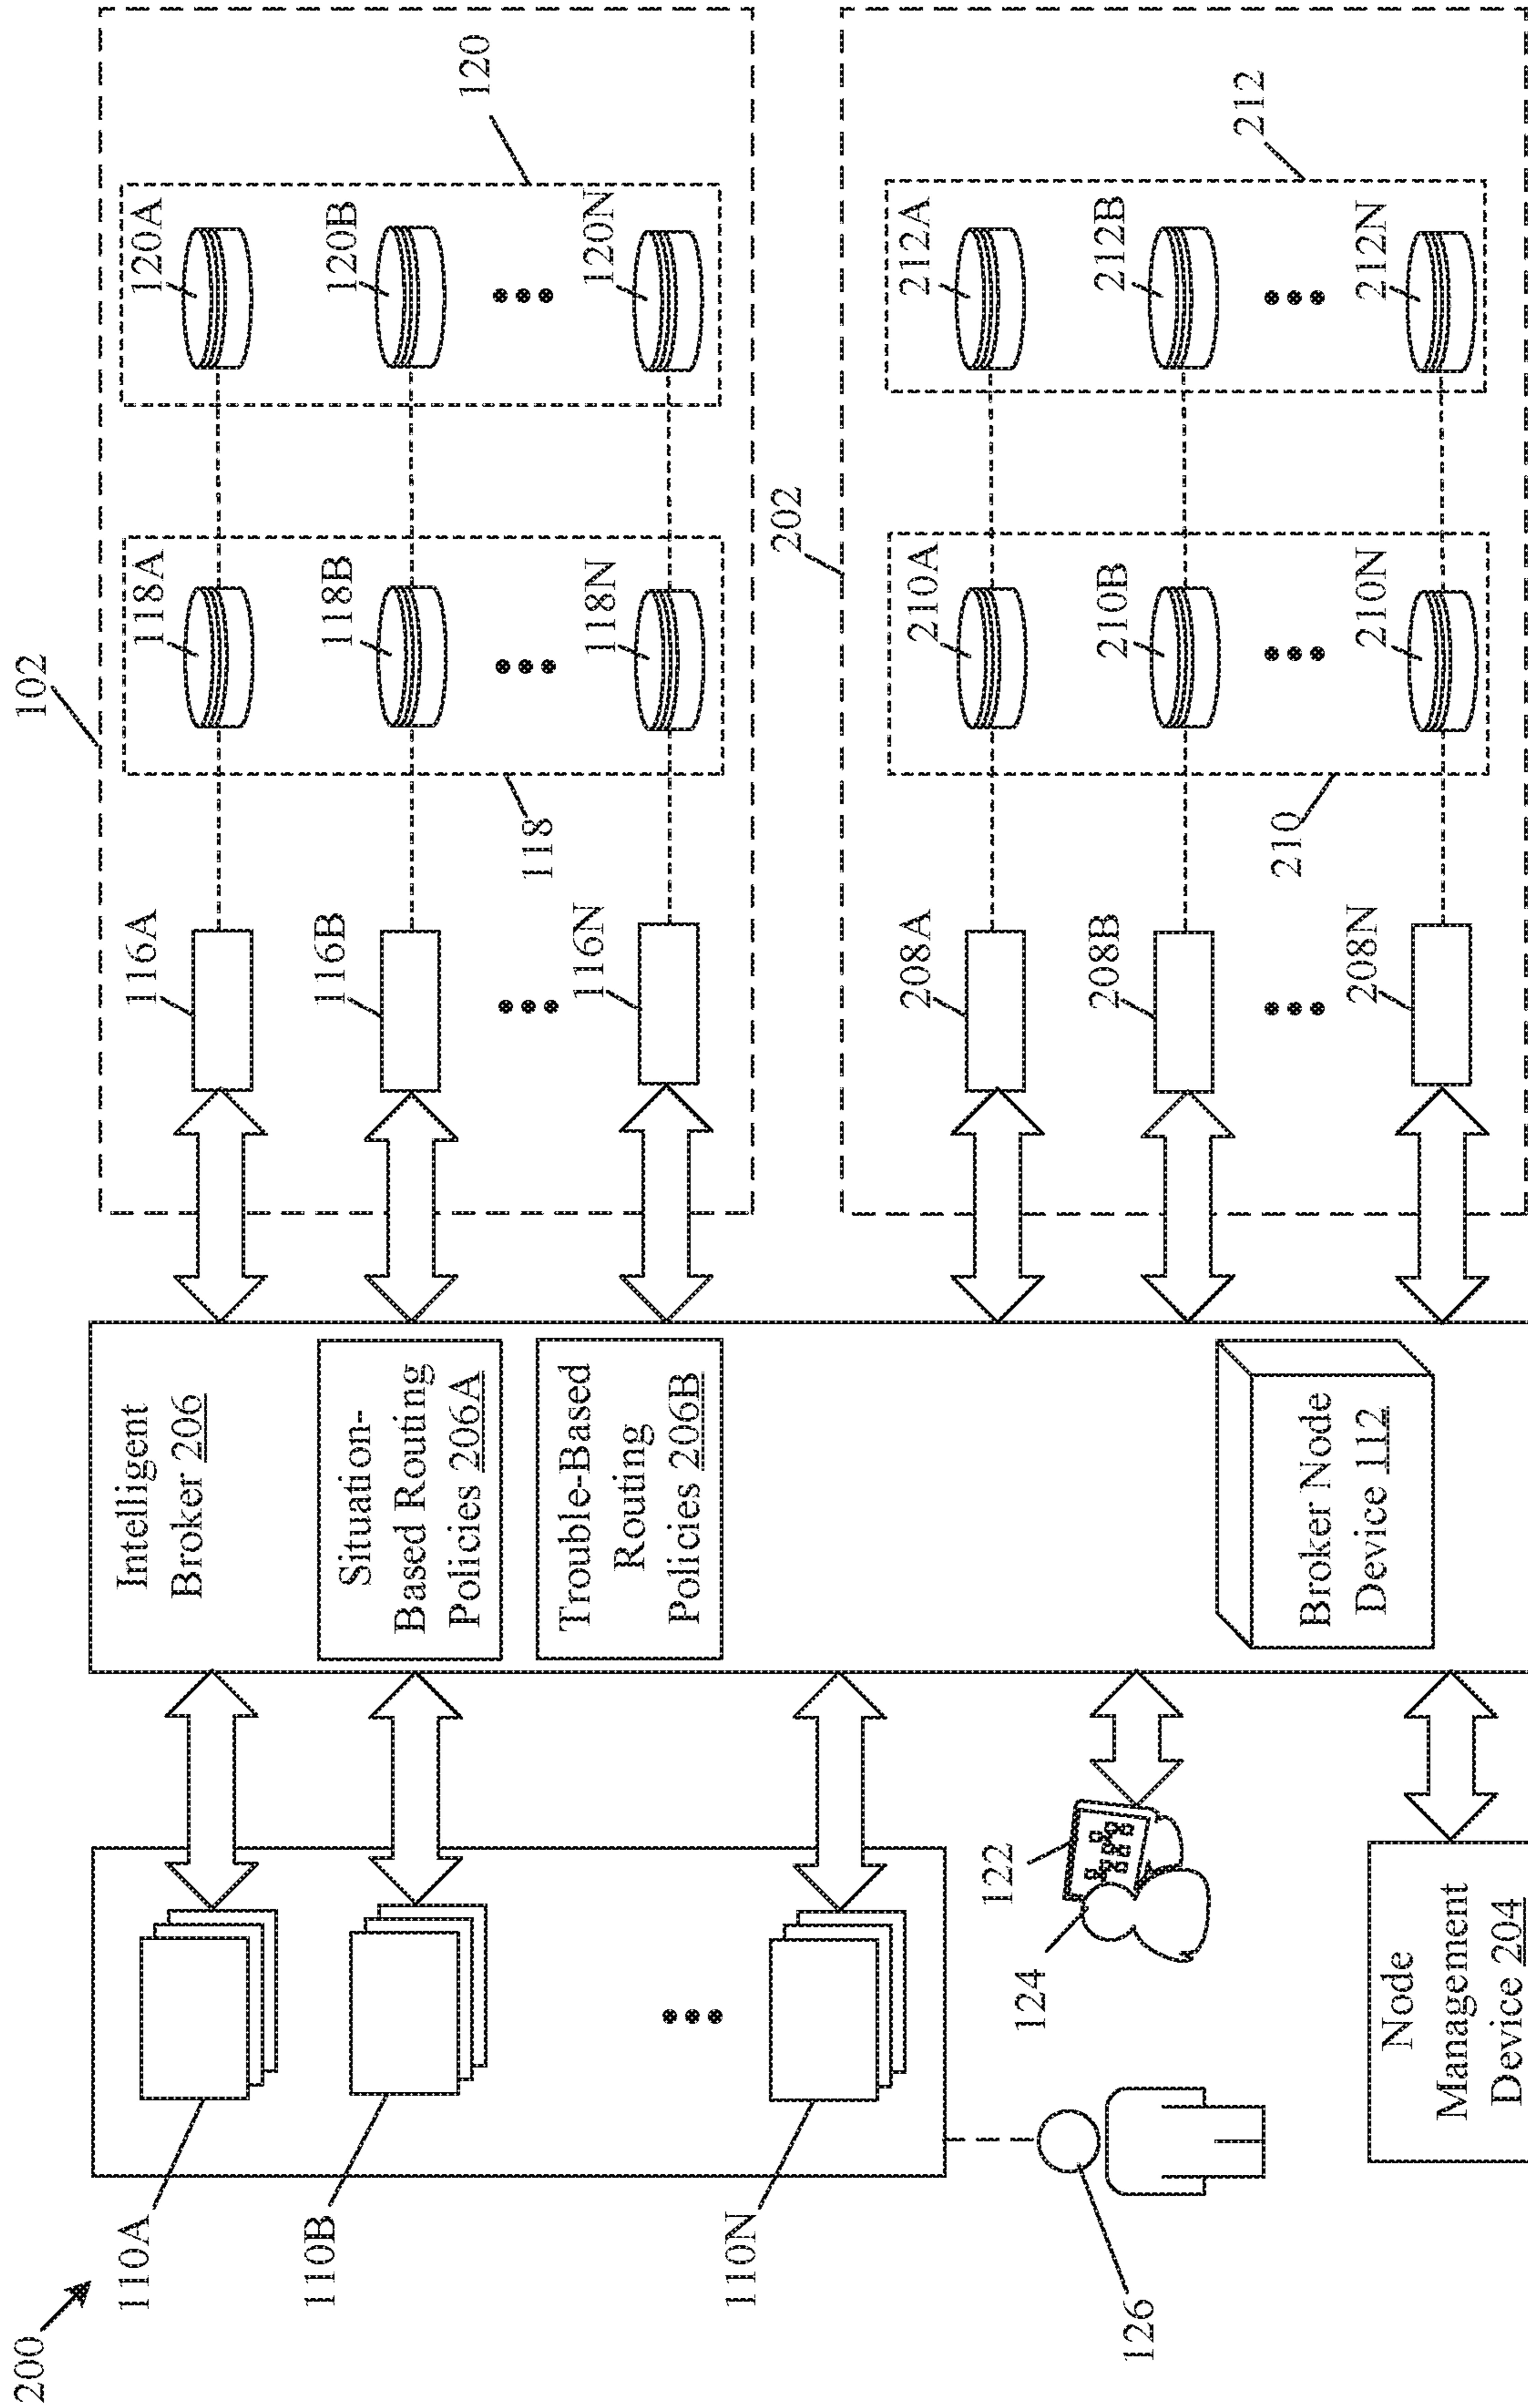 200
102
110A
110B
110N
126
124
122
Node
Management
Device 204
Intelligent
Broker 206
Situation-
Based Routing
Policies 206A
Trouble-Based
Routing
Policies 206B
Broker Node
Device 112
116A
116B
116N
118A
118B
118N
118
120A
120B
120N
120
202
208A
208B
208N
210A
210B
210N
210
212A
212B
212N
212